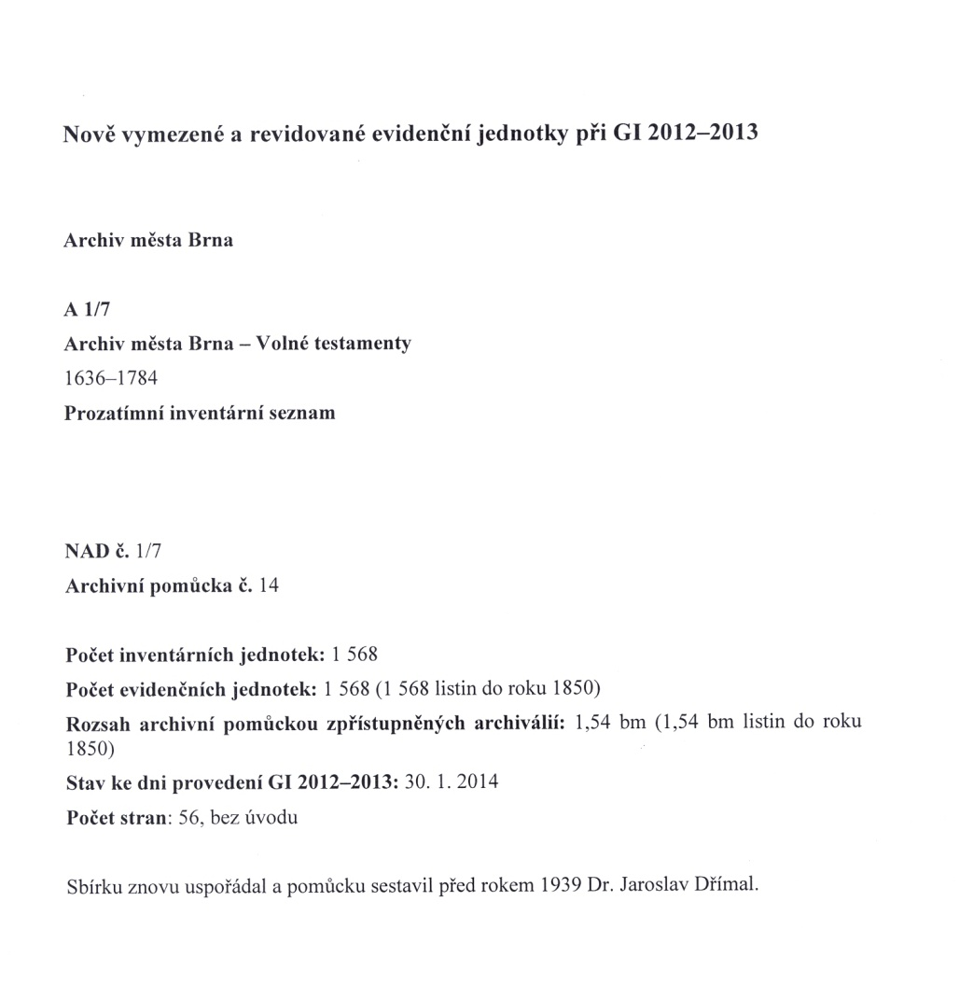 Nově vymezené a revidované evidenční jednotky při GI 2012–2013
Archiv města Brna
A 1/7
Archiv města Brna – Volné testamenty
1636–1784
Prozatímní inventární seznam
NAD č. 1/7
Archivní pomůcka č. 14
Počet inventárních jednotek: 1 568
Počet evidenčních jednotek: 1 568 (1 568 listin do roku 1850)
Rozsah archivní pomůckou zpřístupněných archiválií: 1,54 bm (1,54 bm listin do roku
1850)
Stav ke dni provedení GI 2012–2013: 30. 1. 2014
Počet stran: 56, bez úvodu
Sbírku znovu uspořádal a pomůcku sestavil před rokem 1939 Dr. Jaroslav Dřímal.